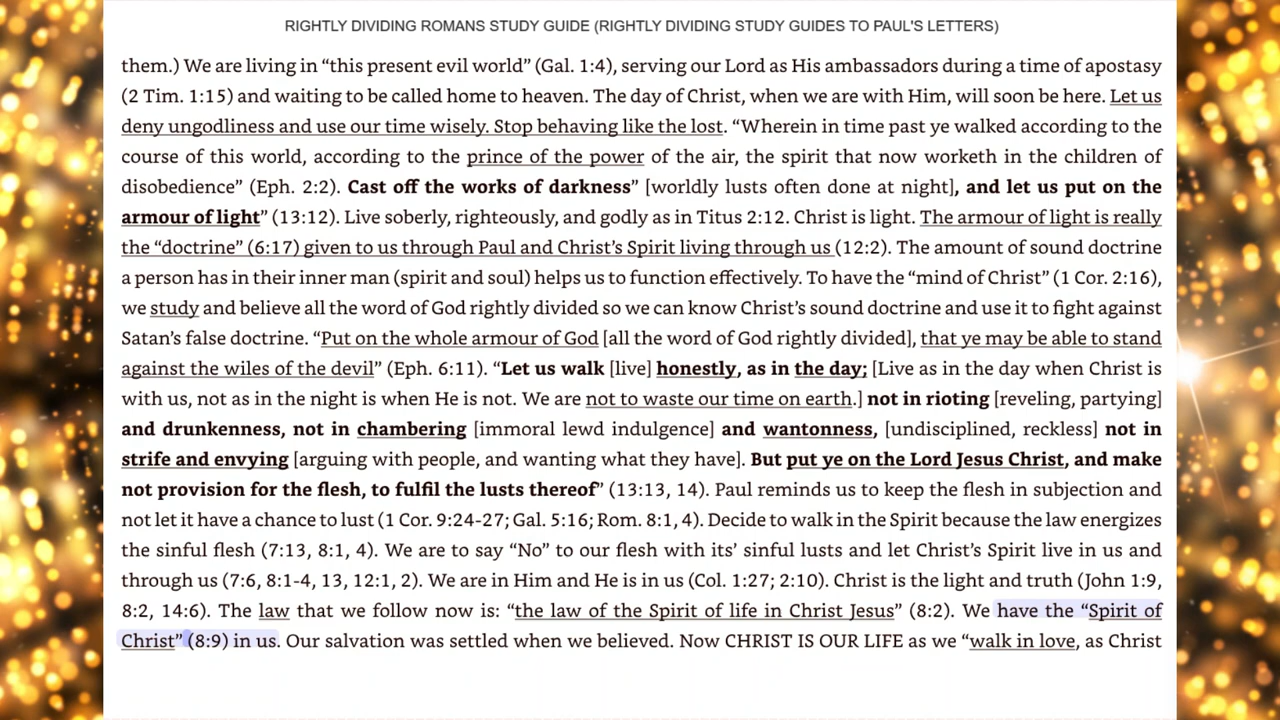 RIGHTLY DIVIDING ROMANS STUDY GUIDE (RIGHTLY DIVIDING STUDY GUIDES TO PAUL'S LETTERS)
them.) We are living in “this present evil world” (Gal. 1:4), serving our Lord as His ambassadors during a time of apostasy
(2 Tim. 1:15) and waiting to be called home to heaven. The day of Christ, when we are with Him, will soon be here. Let us
deny ungodliness and use our time wisely. Stop behaving like the lost. “Wherein in time past ye walked according to the
course of this world, according to the prince of the power of the air, the spirit that now worketh in the children of
disobedience” (Eph. 2:2). Cast off the works of darkness” [worldly lusts often done at night], and let us put on the
armour of light” (13:12). Live soberly, righteously, and godly as in Titus 2:12. Christ is light. The armour of light is really
the “doctrine” (6:17) given to us through Paul and Christ’s Spirit living through us (12:2). The amount of sound doctrine
a person has in their inner man (spirit and soul) helps us to function effectively. To have the “mind of Christ” (1 Cor. 2:16),
we study and believe all the word of God rightly divided so we can know Christ’s sound doctrine and use it to fight against
Satan’s false doctrine. “Put on the whole armour of God [all the word of God rightly divided], that ye may be able to stand
against the wiles of the devil” (Eph. 6:11). “Let us walk [live] honestly, as in the day; [Live as in the day when Christ is
with us, not as in the night is when He is not. We are not to waste our time on earth.] not in rioting [reveling, partying]
and drunkenness, not in chambering [immoral lewd indulgence] and wantonness, [undisciplined, reckless] not in
strife and envying [arguing with people, and wanting what they have]. But put ye on the Lord Jesus Christ, and make
not provision for the flesh, to fulfil the lusts thereof” (13:13, 14). Paul reminds us to keep the flesh in subjection and
not let it have a chance to lust (1 Cor. 9:24-27; Gal. 5:16; Rom. 8:1, 4). Decide to walk in the Spirit because the law energizes
the sinful flesh (7:13, 8:1, 4). We are to say “No” to our flesh with its’ sinful lusts and let Christ’s Spirit live in us and
through us (7:6, 8:1-4, 13, 12:1, 2). We are in Him and He is in us (Col. 1:27; 2:10). Christ is the light and truth (John 1:9,
8:2, 14:6). The law that we follow now is: “the law of the Spirit of life in Christ Jesus” (8:2). We have the “Spirit of
Christ” (8:9) in us. Our salvation was settled when we believed. Now CHRIST IS OUR LIFE as we “walk in love, as Christ